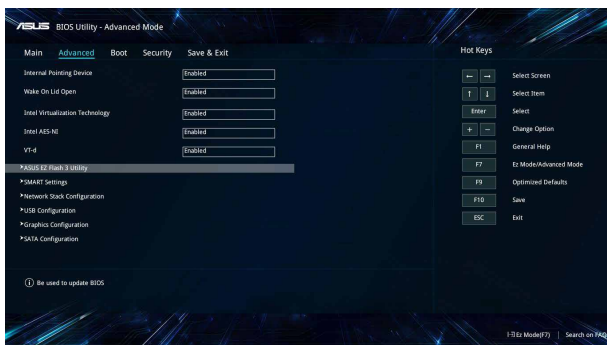 ASUS BIOS Utility - Advanced Mode
Main Advanced Boot Security Save & Exit
Hot Keys
Internal Pointing Device Enabled
Wake On Lid Open Enabled
Intel Virtualization Technology Enabled
Intel AES-NI Enabled
VT-d Enabled
ASUS EZ Flash 3 Utility
SMART Settings
Network Stack Configuration
USB Configuration
Graphics Configuration
SATA Configuration
← → Select Screen
↑ ↓ Select Item
Enter Select
+ − Change Option
F1 General Help
F7 Ez Mode/Advanced Mode
F9 Optimized Defaults
F10 Save
ESC Exit
Be used to update BIOS
Ez Mode(F7) | Search on FAQ